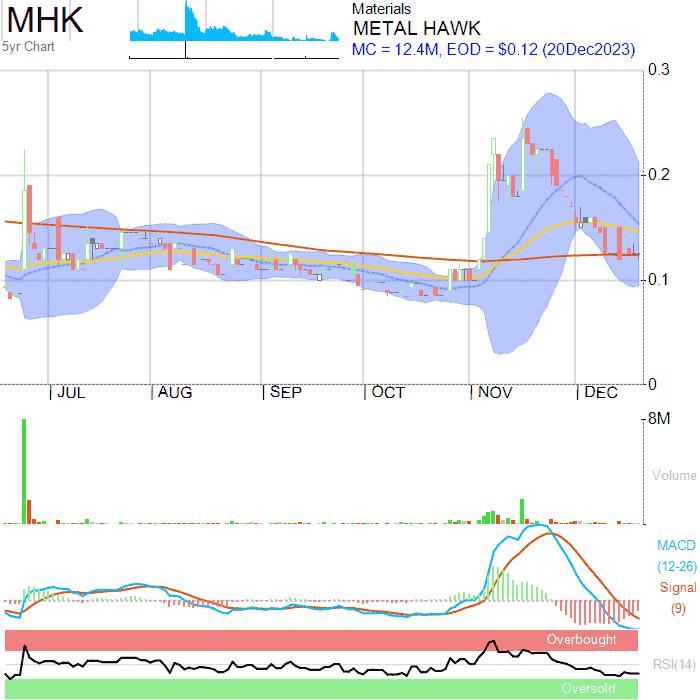 MHK
5yr Chart
Materials
METAL HAWK
MC = 12.4M, EOD = $0.12 (20Dec2023)
0.3
0.2
0.1
0
JUL
AUG
SEP
OCT
NOV
DEC
8M
Volume
MACD
(12-26)
Signal
(9)
Overbought
RSI(14)
Oversold